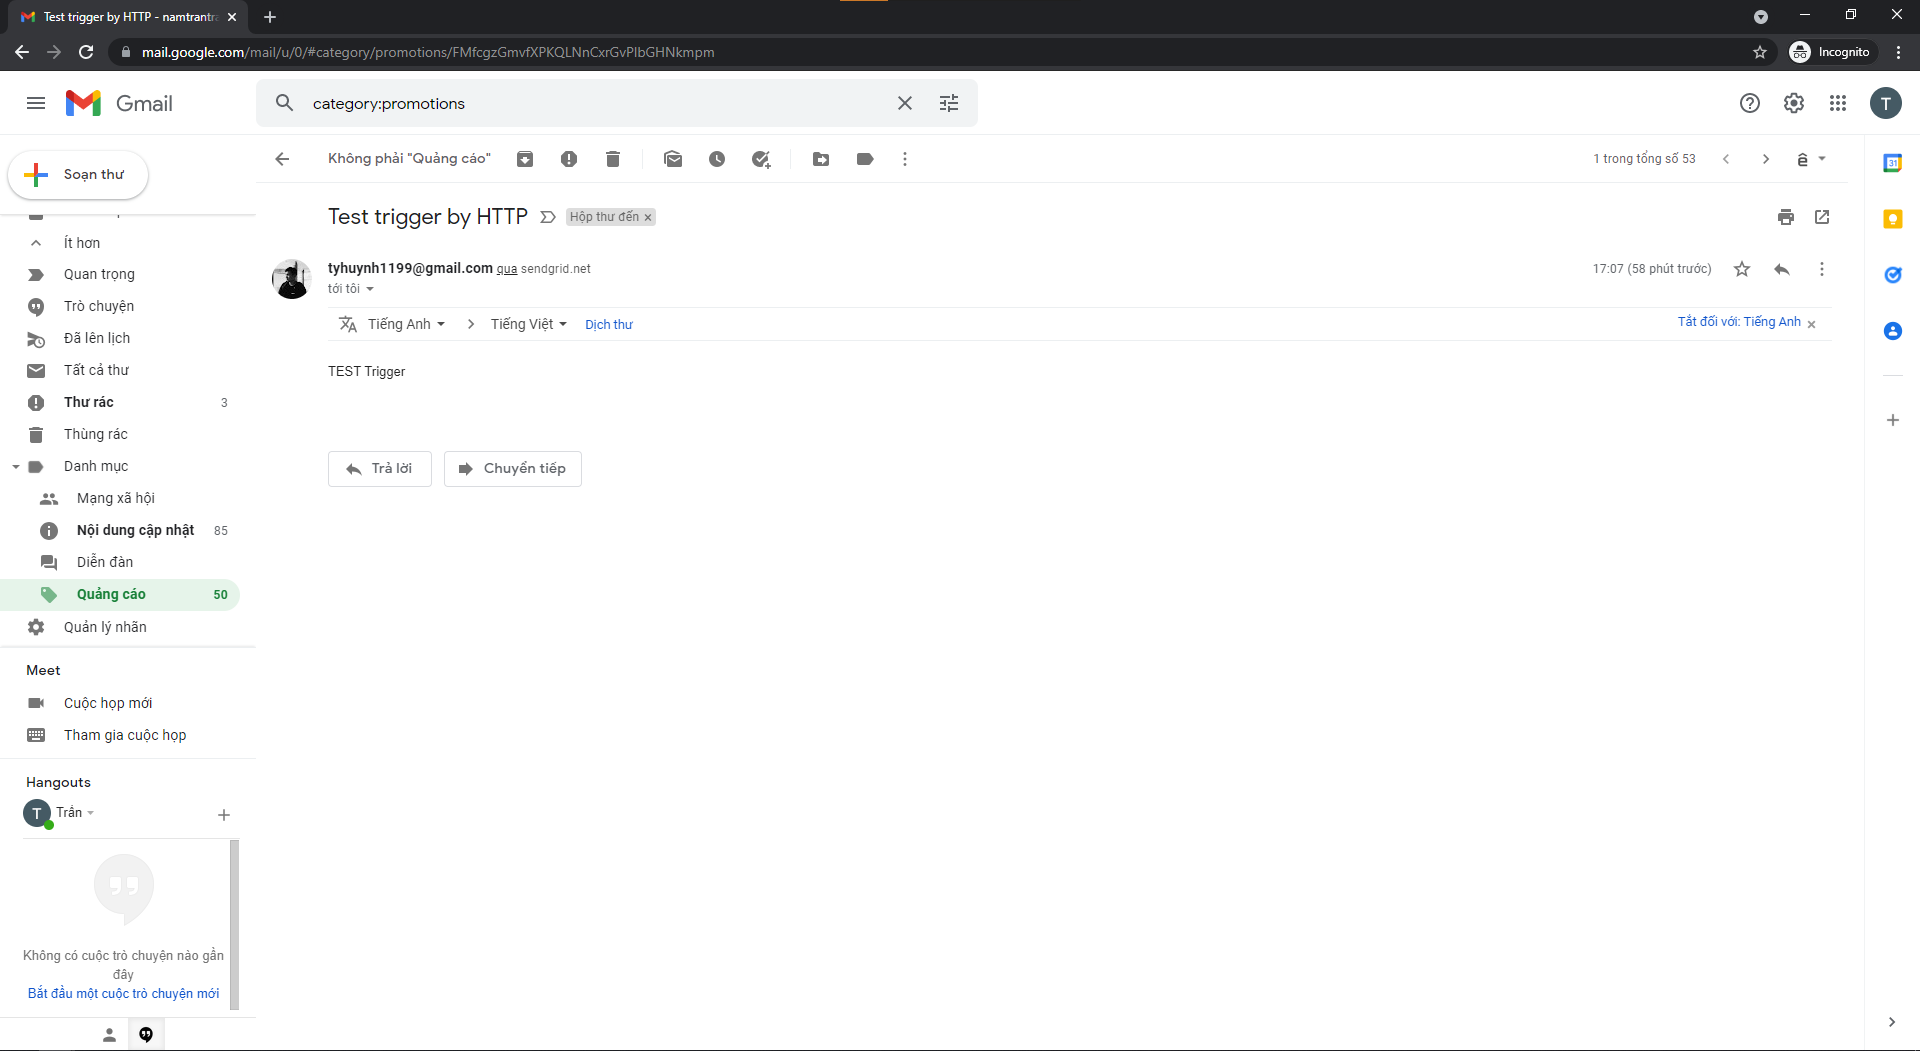 Test trigger by HTTP - namtrantra
mail.google.com/mail/u/0/#category/promotions/FMfcgzGmvfXPKQLNnCxrGvPlbGHNkmpm
Incognito
Gmail
category:promotions
T
Soạn thư
Không phải "Quảng cáo"
1 trong tổng số 53
ê
31
Ít hơn
Quan trọng
Trò chuyện
Đã lên lịch
Tất cả thư
Thư rác 3
Thùng rác
Danh mục
Mạng xã hội
Nội dung cập nhật 85
Diễn đàn
Quảng cáo 50
Quản lý nhãn
Meet
Cuộc họp mới
Tham gia cuộc họp
Hangouts
T Trần
Không có cuộc trò chuyện nào gần
đây
Bắt đầu một cuộc trò chuyện mới
Test trigger by HTTP Hộp thư đến
tyhuynh1199@gmail.com qua sendgrid.net
17:07 (58 phút trước)
tới tôi
Tiếng Anh Tiếng Việt Dịch thư
Tắt đối với: Tiếng Anh
TEST Trigger
Trả lời Chuyển tiếp